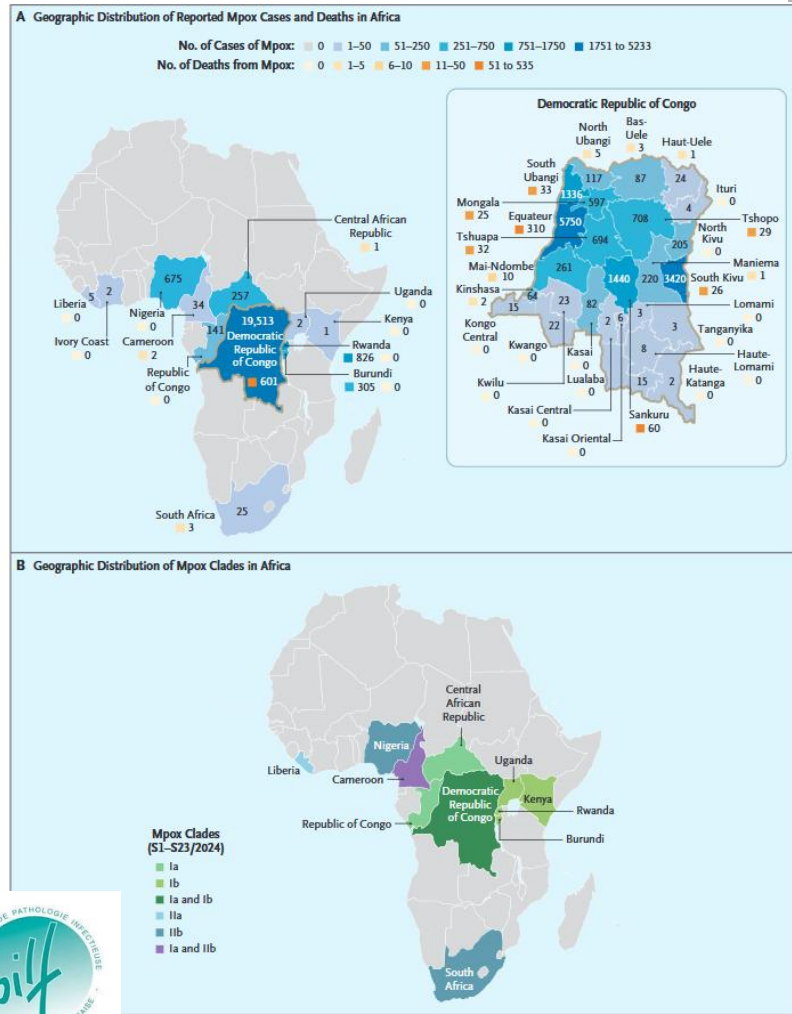 A Geographic Distribution of Reported Mpox Cases and Deaths in Africa
No. of Cases of Mpox: 0 1–50 51–250 251–750 751–1750 1751 to 5233
No. of Deaths from Mpox: 0 1–5 6–10 11–50 51 to 535
Central African
Republic
1
675
257
5 2
34
Liberia
0
Nigeria
0
Ivory Coast
0
Cameroon
2
141
Republic
of Congo
0
19,513
Democratic
Republic
of Congo
601
2
1
Uganda
0
Kenya
0
Rwanda
826 0
Burundi
305 0
25
South Africa
3
Democratic Republic of Congo
North
Ubangi
5
Bas-
Uele
3
Haut-Uele
1
South
Ubangi
33
Ituri
0
Mongala
25
Equateur
310
Tshopo
29
Tshuapa
32
North
Kivu
0
Mai-Ndombe
10
Maniema
1
Kinshasa
2
South Kivu
26
Kongo
Central
0
Lomami
0
Tanganyika
0
Kwango
0
Kasai
0
Haute-
Lomami
0
Kwilu
0
Lualaba
0
Haute-
Katanga
0
Kasai Central
0
Sankuru
60
Kasai Oriental
0
1336
117
87
24
597
4
5750
708
694
205
261
1440
220
3420
64
15
23
82
3
22
2
6
3
8
15
2
B Geographic Distribution of Mpox Clades in Africa
Central
African
Republic
Nigeria
Liberia
Cameroon
Uganda
Democratic
Republic
of Congo
Kenya
Rwanda
Republic of Congo
Burundi
South
Africa
Mpox Clades
(S1–S23/2024)
Ia
Ib
Ia and Ib
IIa
IIb
Ia and IIb
DE PATHOLOGIE INFECTIEUSE
pilf